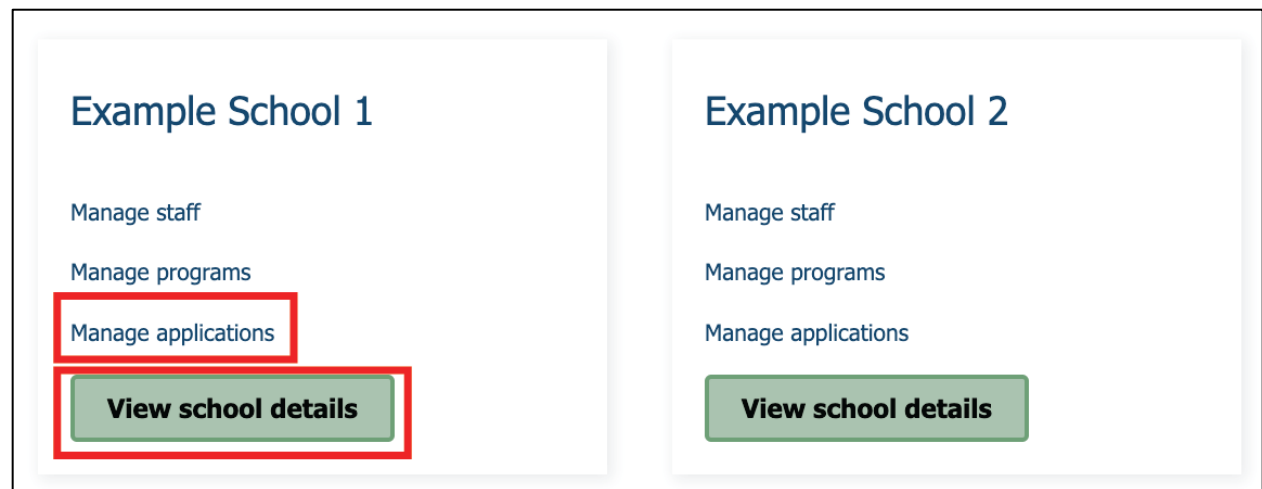 Example School 1
Manage staff
Manage programs
Manage applications
View school details
Example School 2
Manage staff
Manage programs
Manage applications
View school details